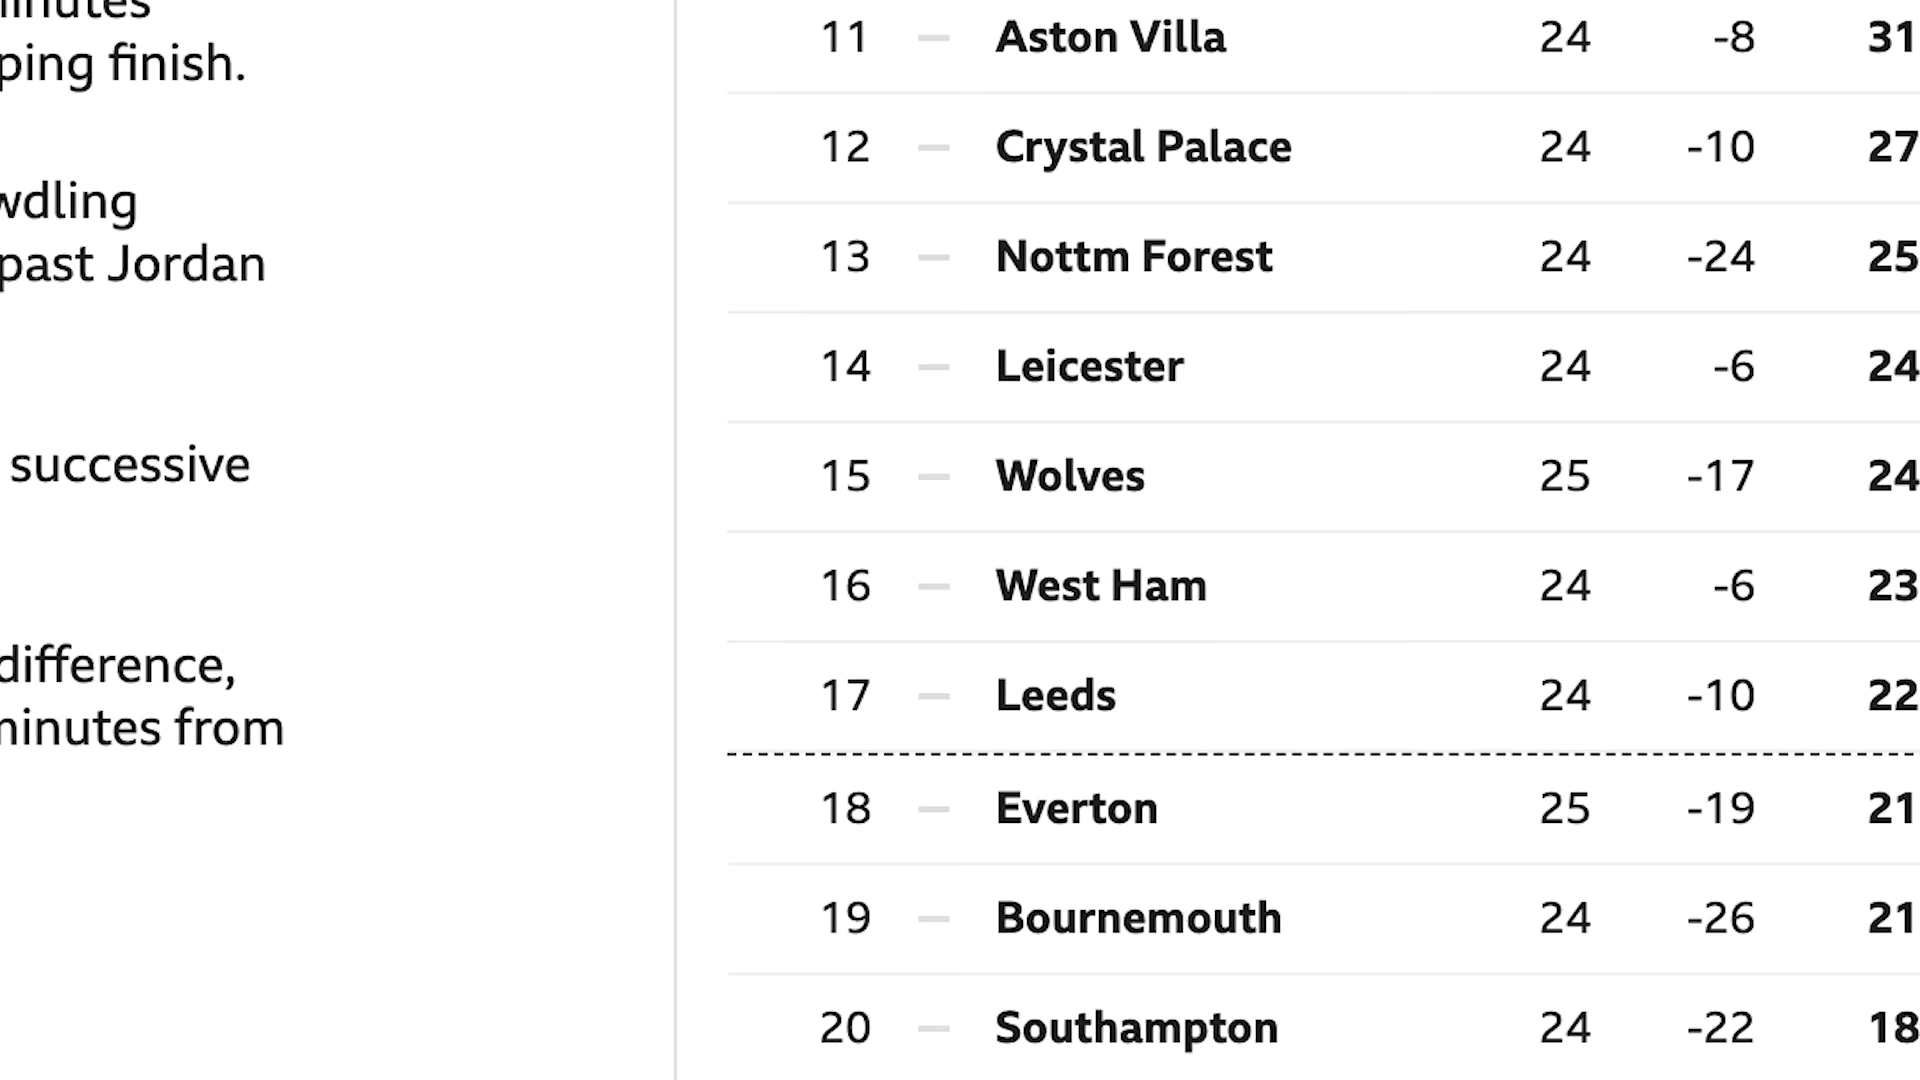 ping finish.
past Jordan
successive
difference,
minutes from
11 — Aston Villa 24 -8 31
12 — Crystal Palace 24 -10 27
13 — Nottm Forest 24 -24 25
14 — Leicester 24 -6 24
15 — Wolves 25 -17 24
16 — West Ham 24 -6 23
17 — Leeds 24 -10 22
18 — Everton 25 -19 21
19 — Bournemouth 24 -26 21
20 — Southampton 24 -22 18